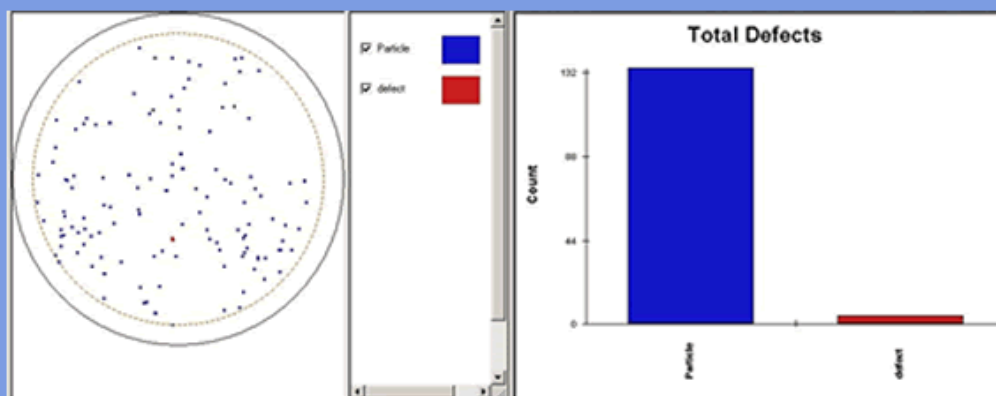 Particle
defect
Total Defects
Count
132
88
44
0
Particle
defect